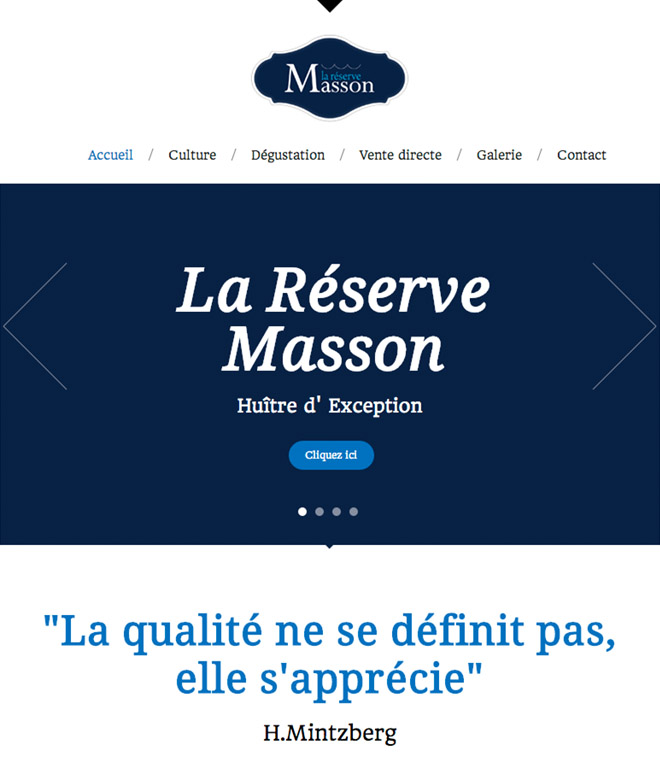 la réserve
Masson
Accueil / Culture / Dégustation / Vente directe / Galerie / Contact
La Réserve
Masson
Huître d' Exception
Cliquez ici
"La qualité ne se définit pas,
elle s'apprécie"
H.Mintzberg